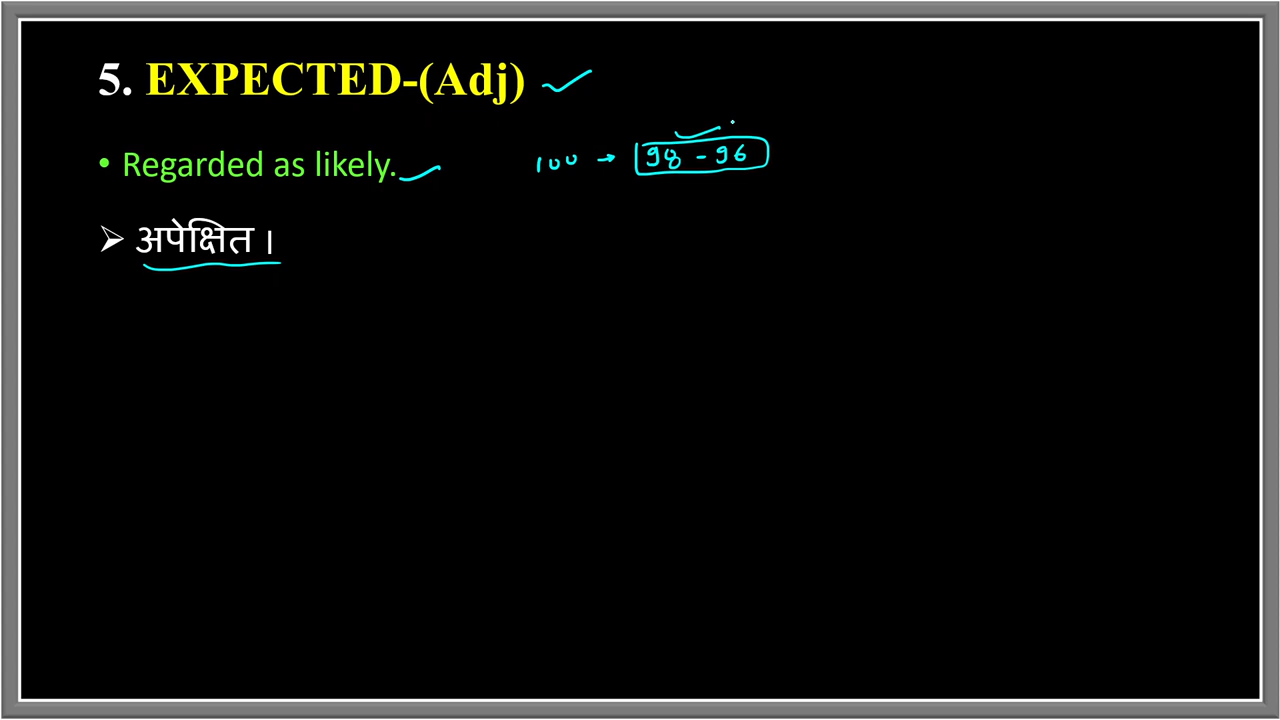 5. EXPECTED-(Adj)
• Regarded as likely.
100 → 98 - 96
➢ अपेक्षित ।